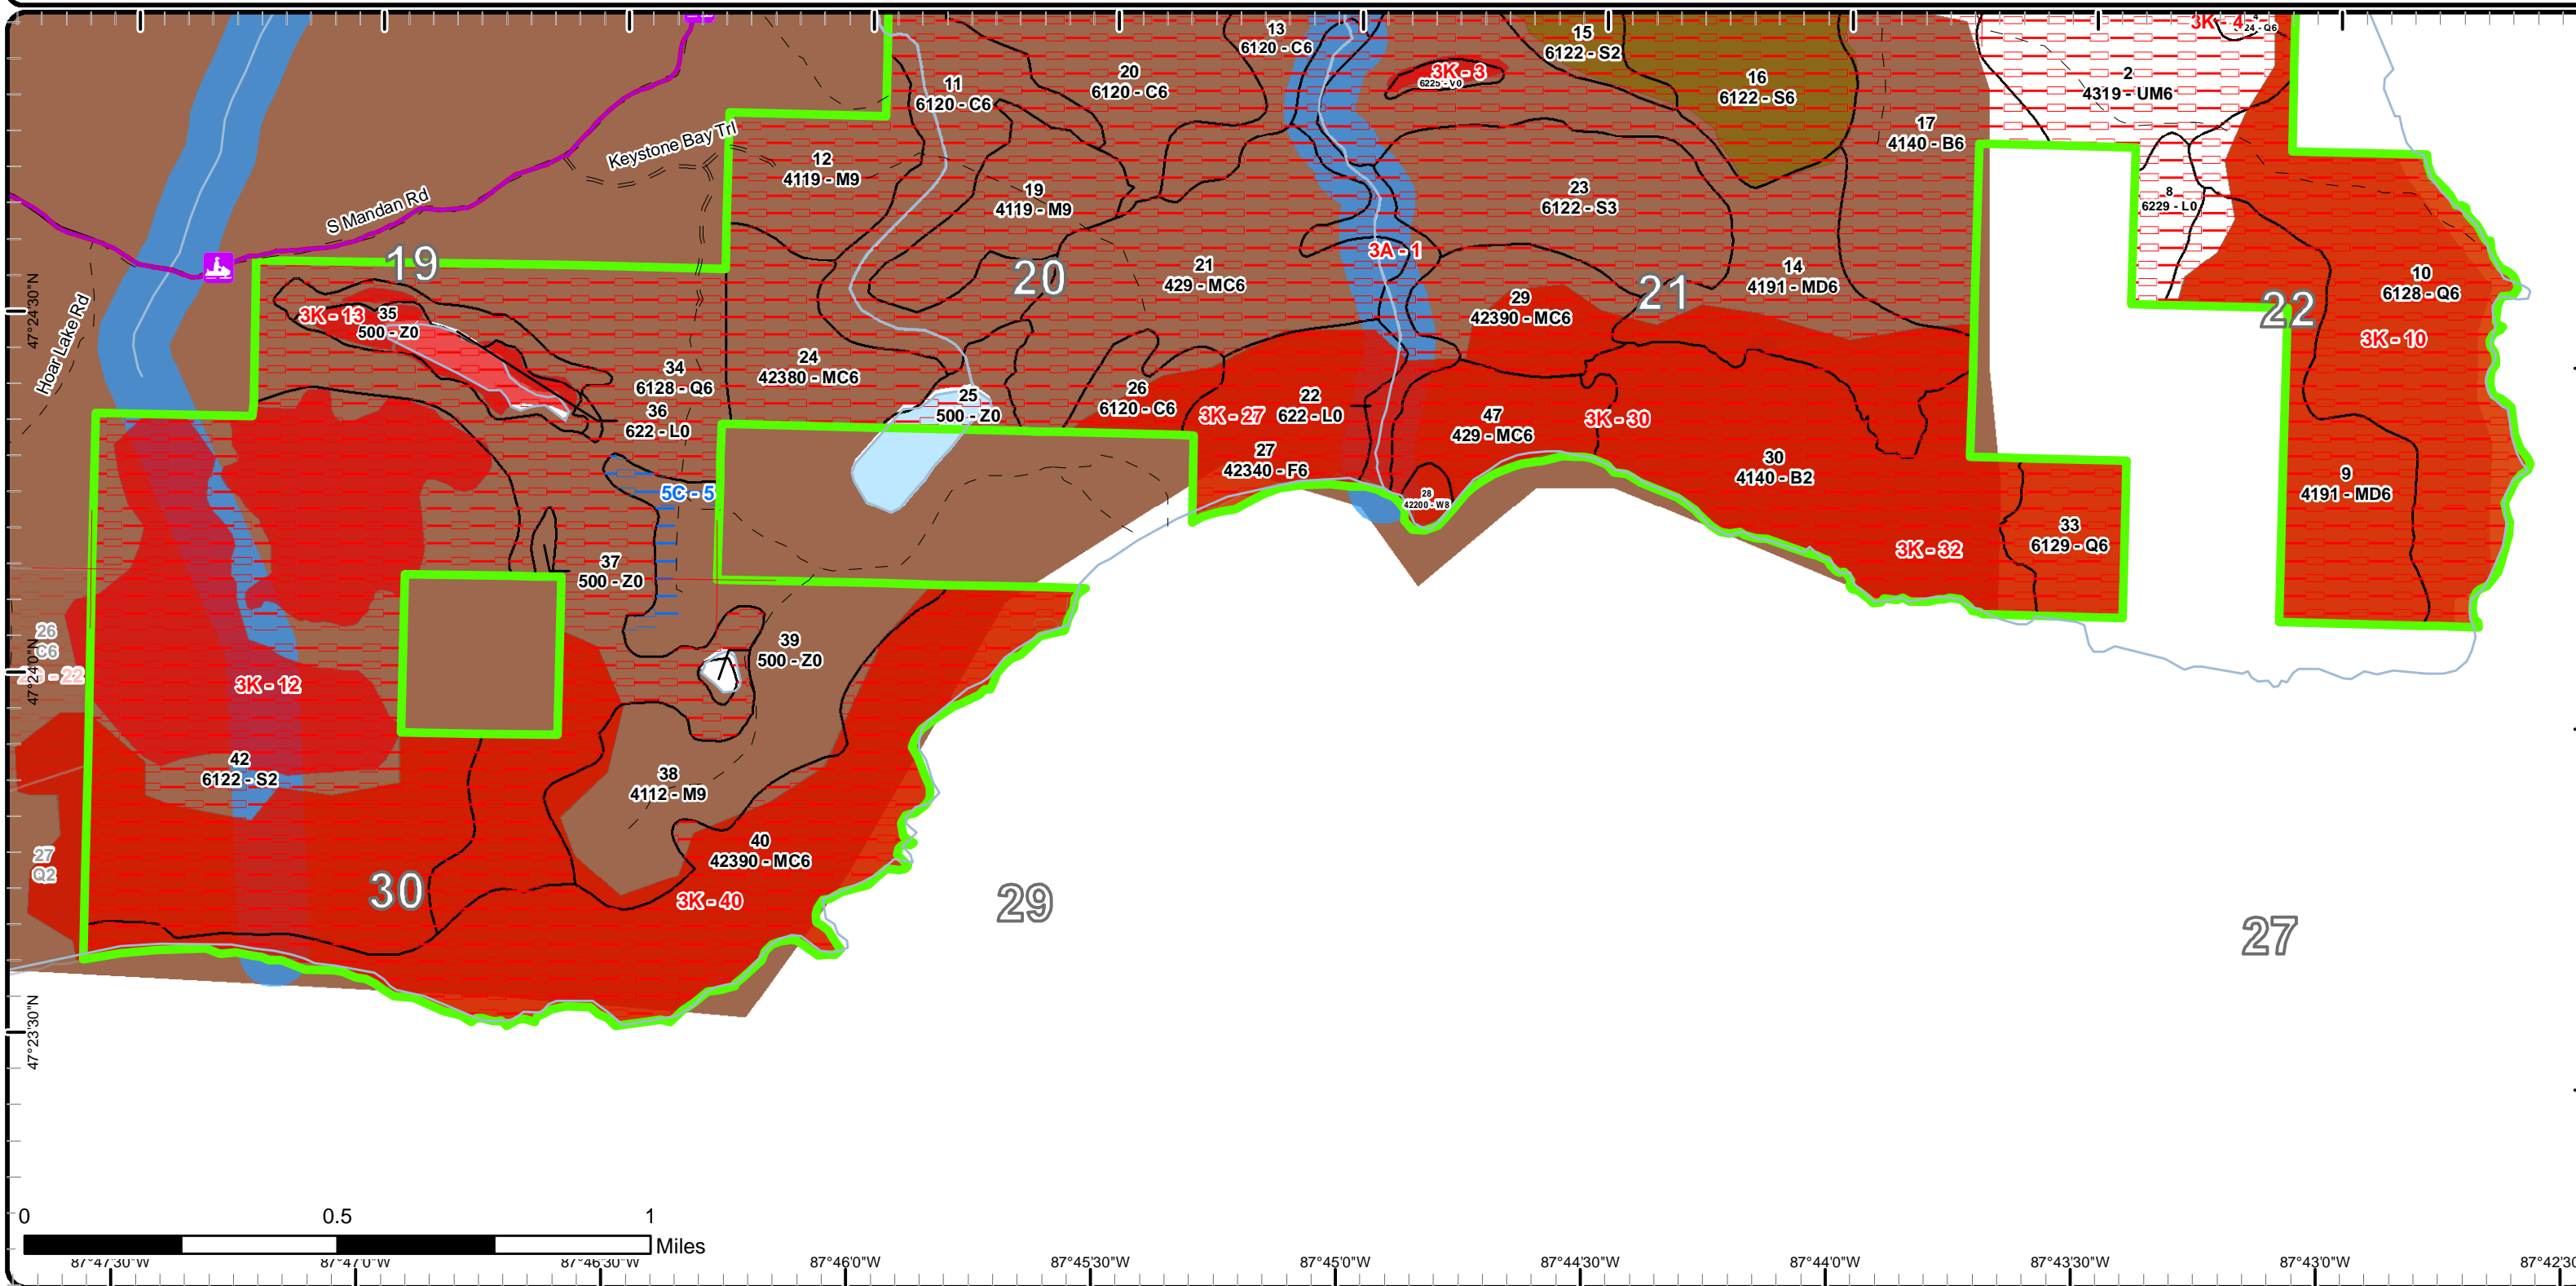 13
6120 - C6
15
6122 - S2
3K - 4
24 - Q6
11
6120 - C6
20
6120 - C6
3K - 3
6225 - V0
16
6122 - S6
2
4319 - UM6
17
4140 - B6
Keystone Bay Trl
12
4119 - M9
19
4119 - M9
23
6122 - S3
8
6229 - L0
S Mandan Rd
19
20
21
429 - MC6
3A - 1
14
4191 - MD6
21
22
10
6128 - Q6
3K - 10
47°24'30"N
Hoar Lake Rd
3K - 13
35
500 - Z0
29
42390 - MC6
34
6128 - Q6
24
42380 - MC6
36
622 - L0
25
500 - Z0
26
6120 - C6
3K - 27
22
622 - L0
47
429 - MC6
3K - 30
27
42340 - F6
30
4140 - B2
28
42200 - W8
9
4191 - MD6
5C - 5
33
6129 - Q6
3K - 32
37
500 - Z0
26
C6
- 22
47°24'0"N
3K - 12
39
500 - Z0
42
6122 - S2
38
4112 - M9
40
42390 - MC6
3K - 40
27
Q2
30
29
27
47°23'30"N
0
0.5
1
Miles
87°47'30"W
87°47'0"W
87°46'30"W
87°46'0"W
87°45'30"W
87°45'0"W
87°44'30"W
87°44'0"W
87°43'30"W
87°43'0"W
87°42'30"